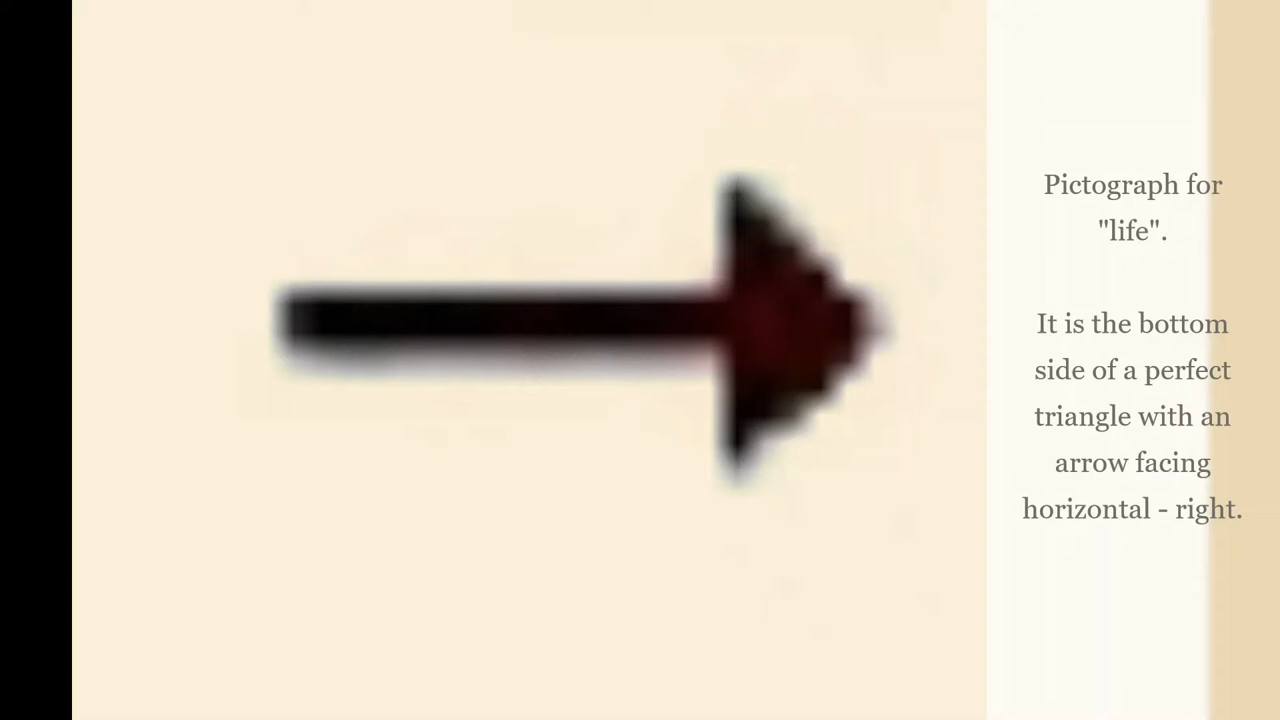 Pictograph for
"life".
It is the bottom
side of a perfect
triangle with an
arrow facing
horizontal - right.